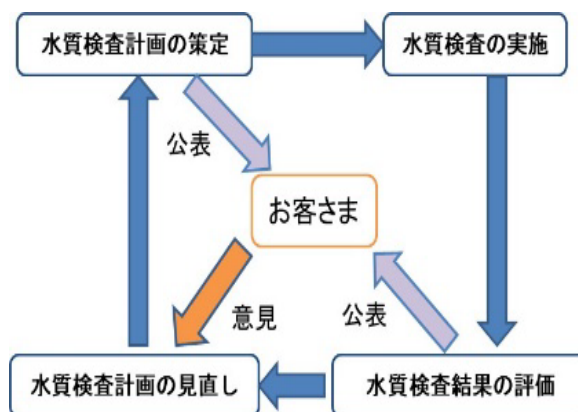 水質検査計画の策定
水質検査の実施
公表
お客さま
意見
公表
水質検査計画の見直し
水質検査結果の評価